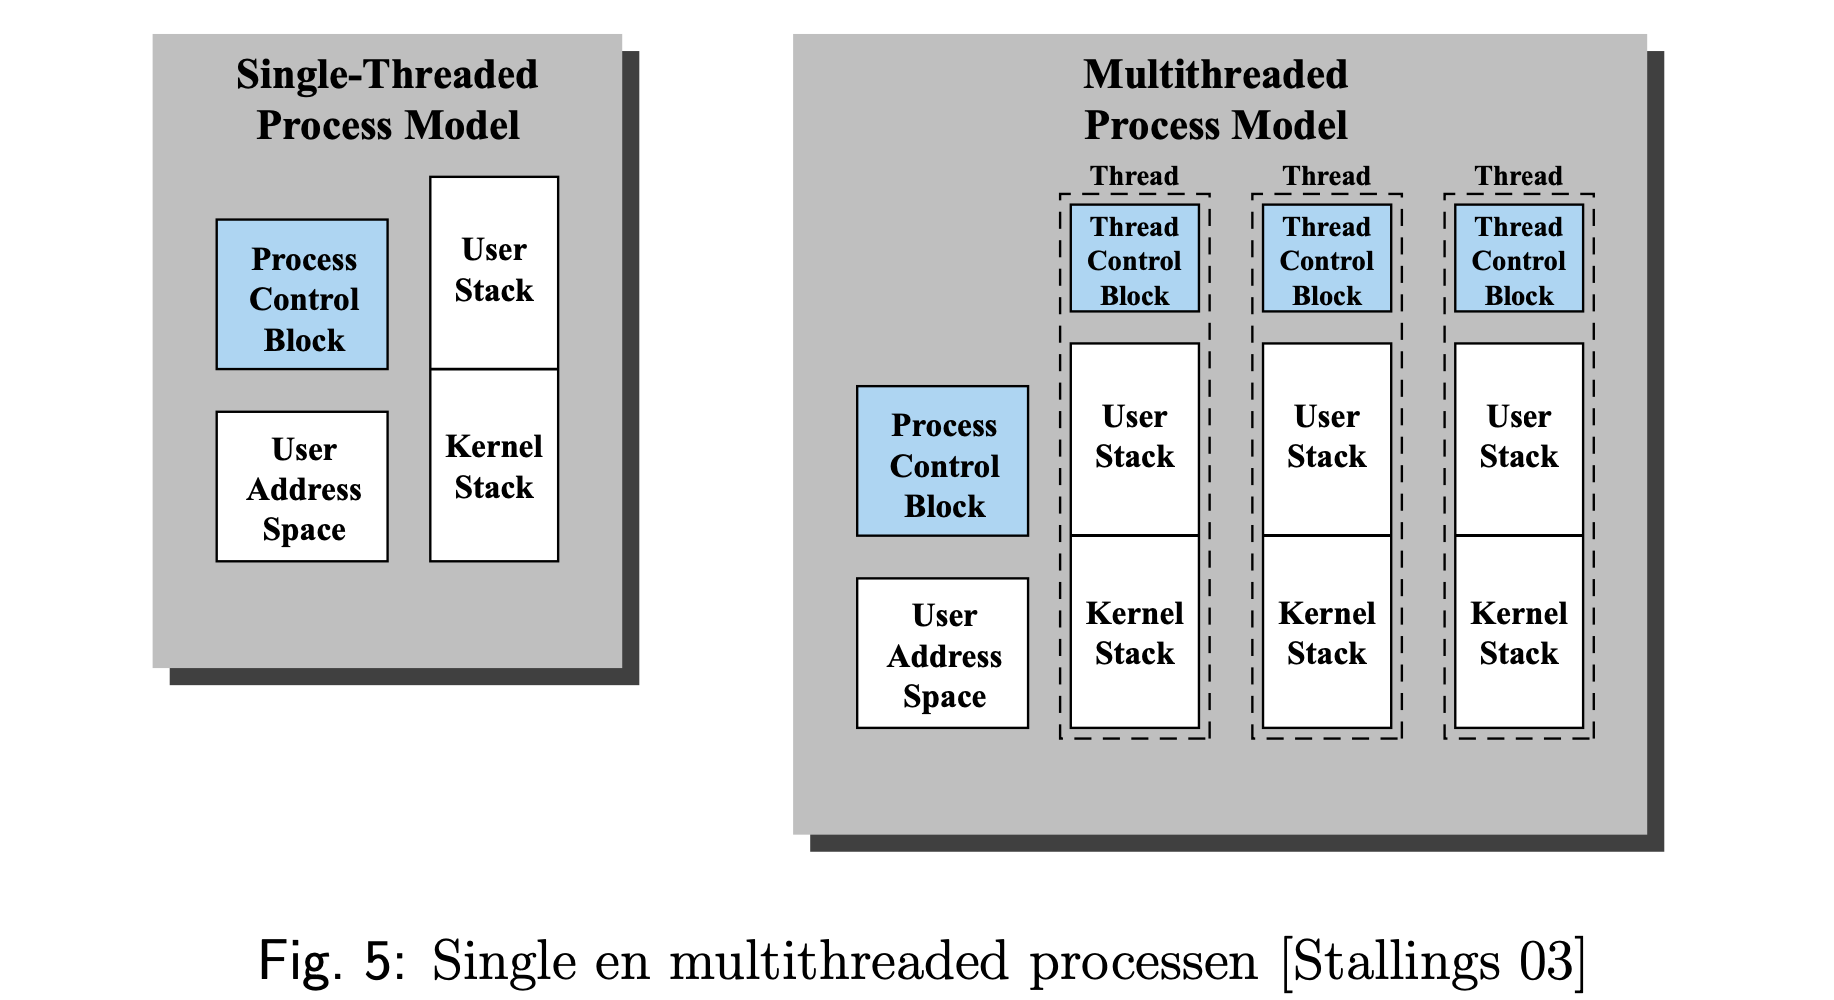 Single-Threaded
Process Model
Process
Control
Block
User
Stack
User
Address
Space
Kernel
Stack
Multithreaded
Process Model
Process
Control
Block
User
Address
Space
Thread
Thread
Control
Block
User
Stack
Kernel
Stack
Thread
Thread
Control
Block
User
Stack
Kernel
Stack
Thread
Thread
Control
Block
User
Stack
Kernel
Stack
Fig. 5: Single en multithreaded processen [Stallings 03]